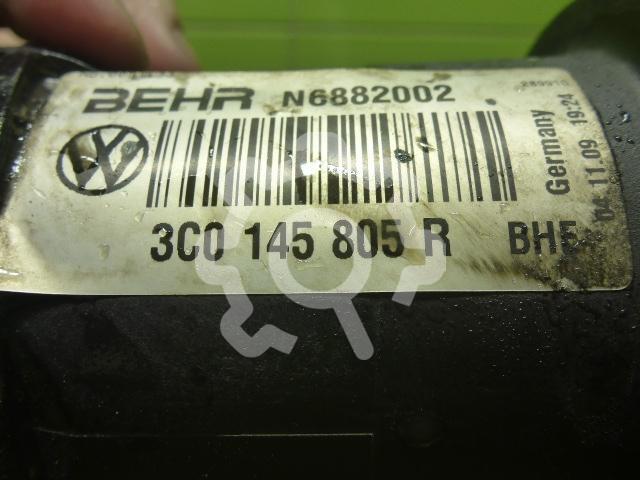 BEHR N6882002
3C0 145 805 R BHE
Germany
04 11.09 19:24